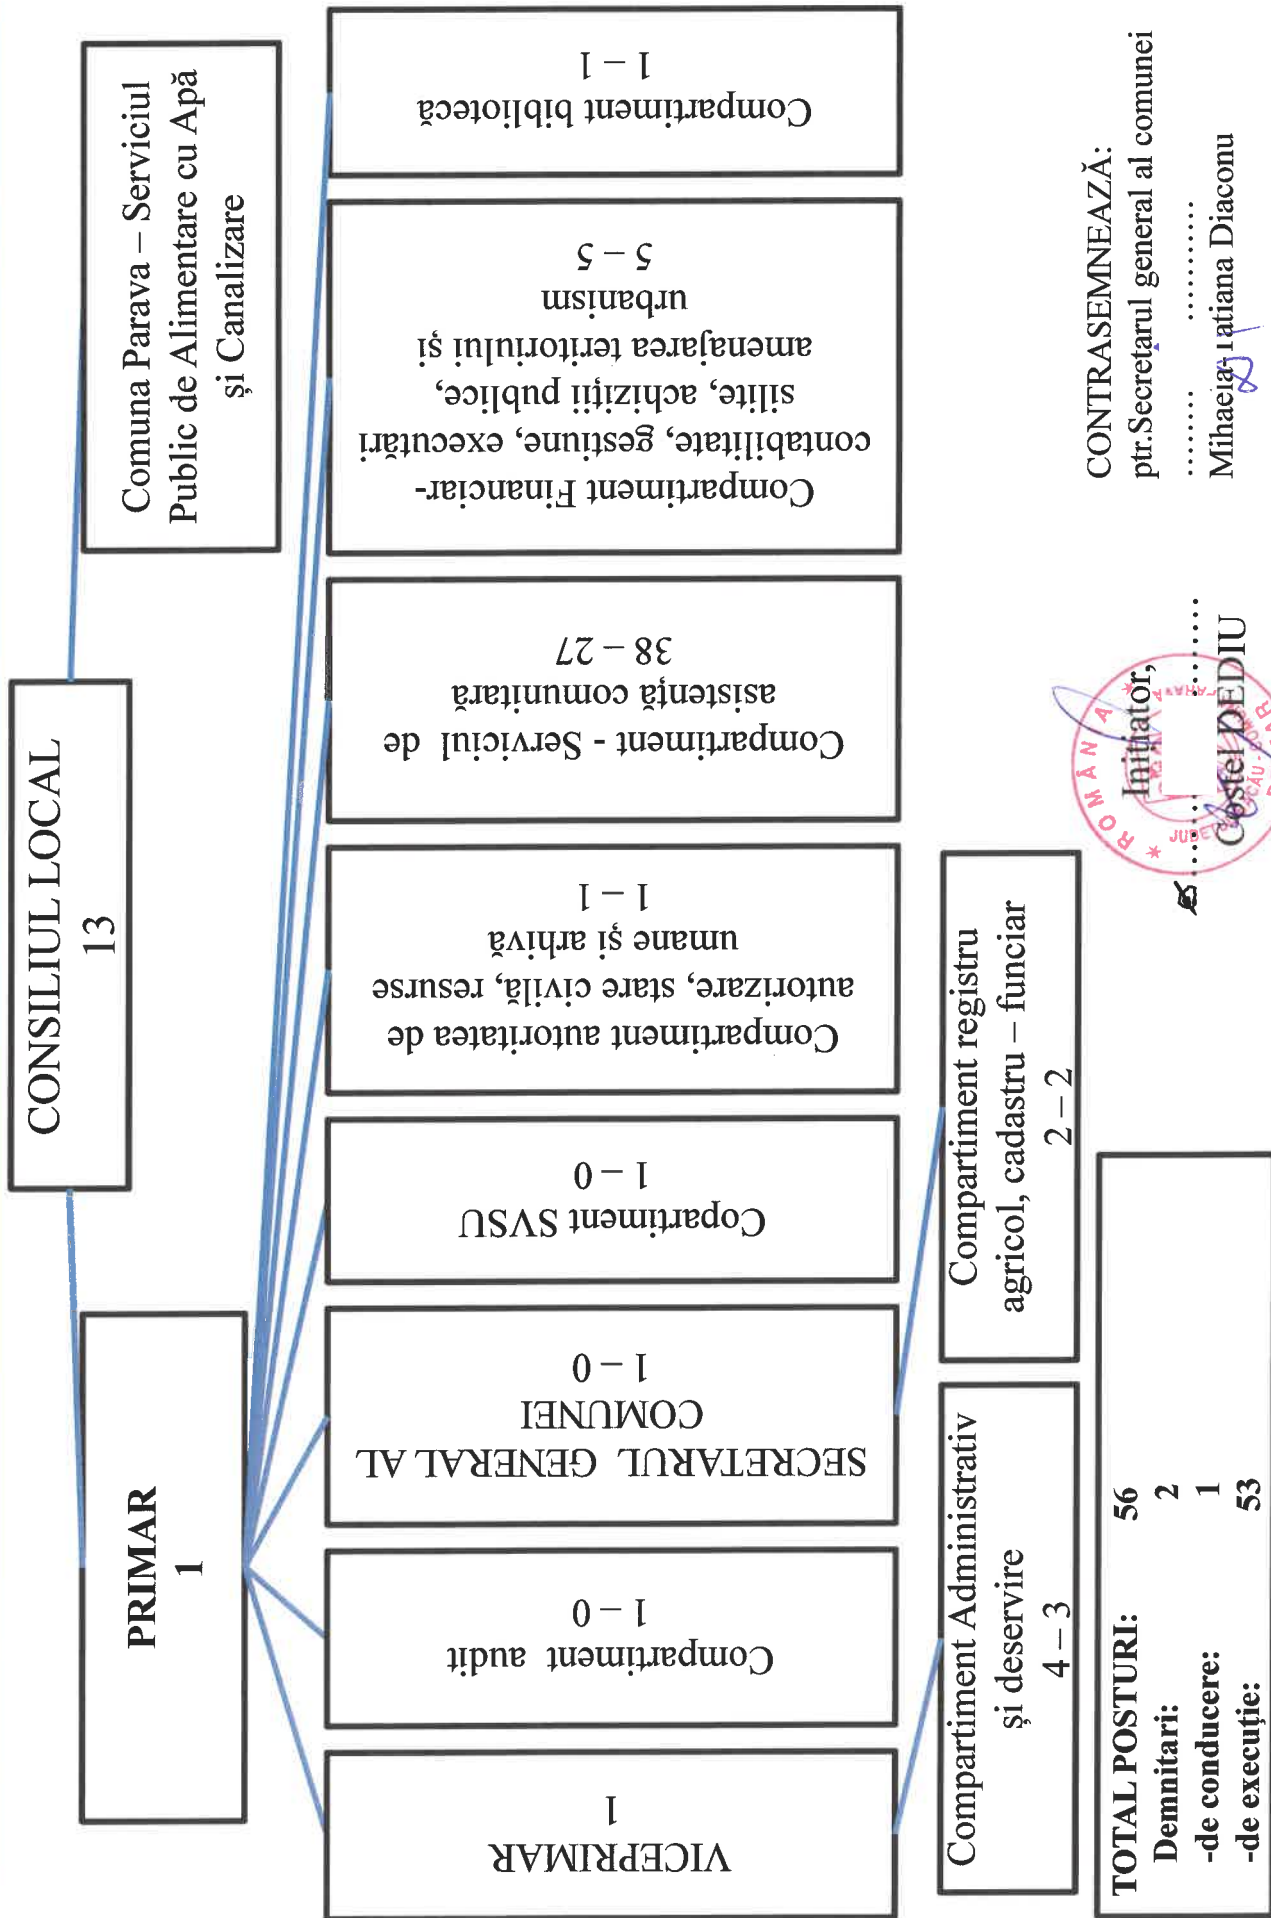 CONSILIUL LOCAL
13
PRIMAR
1
Comuna Parava – Serviciul
Public de Alimentare cu Apă
și Canalizare
VICEPRIMAR
1
Compartiment audit
1 – 0
SECRETARUL GENERAL AL
COMUNEI
1 – 0
Copartiment SVSU
1 – 0
Compartiment autoritatea de
autorizare, stare civilă, resurse
umane și arhivă
1 – 1
Compartiment - Serviciul de
asistență comunitară
38 – 27
Compartiment Financiar-
contabilitate, gestiune, executări
silite, achiziții publice,
amenajarea teritoriului și
urbanism
5 – 5
Compartiment bibliotecă
1 – 1
Compartiment Administrativ
și deservire
4 – 3
Compartiment registru
agricol, cadastru – funciar
2 – 2
TOTAL POSTURI: 56
Demnitari: 2
-de conducere: 1
-de execuție: 53
Inițiator,
Costel DEDIU
ROMÂNIA
CONTRASEMNEAZĂ:
ptr.Secretarul general al comunei
........ ............
Mihaela-Tatiana Diaconu